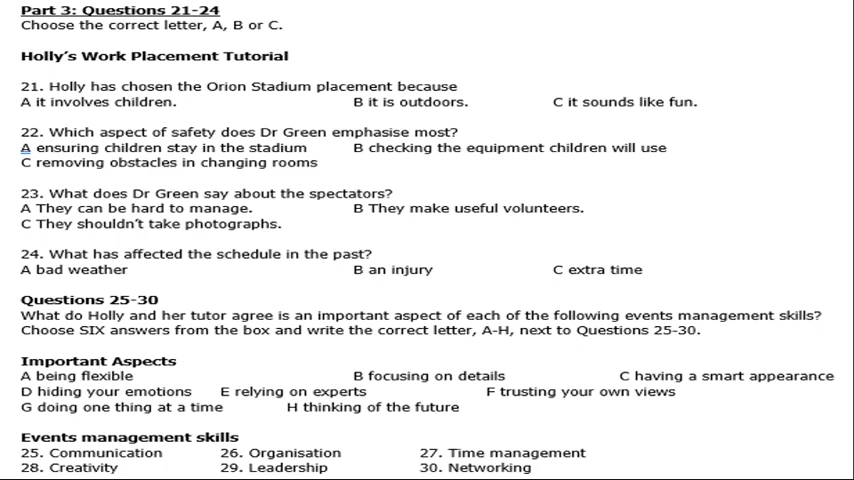 Part 3: Questions 21-24
Choose the correct letter, A, B or C.
Holly's Work Placement Tutorial
21. Holly has chosen the Orion Stadium placement because
A it involves children. B it is outdoors. C it sounds like fun.
22. Which aspect of safety does Dr Green emphasise most?
A ensuring children stay in the stadium B checking the equipment children will use
C removing obstacles in changing rooms
23. What does Dr Green say about the spectators?
A They can be hard to manage. B They make useful volunteers.
C They shouldn't take photographs.
24. What has affected the schedule in the past?
A bad weather B an injury C extra time
Questions 25-30
What do Holly and her tutor agree is an important aspect of each of the following events management skills?
Choose SIX answers from the box and write the correct letter, A-H, next to Questions 25-30.
Important Aspects
A being flexible B focusing on details C having a smart appearance
D hiding your emotions E relying on experts F trusting your own views
G doing one thing at a time H thinking of the future
Events management skills
25. Communication 26. Organisation 27. Time management
28. Creativity 29. Leadership 30. Networking